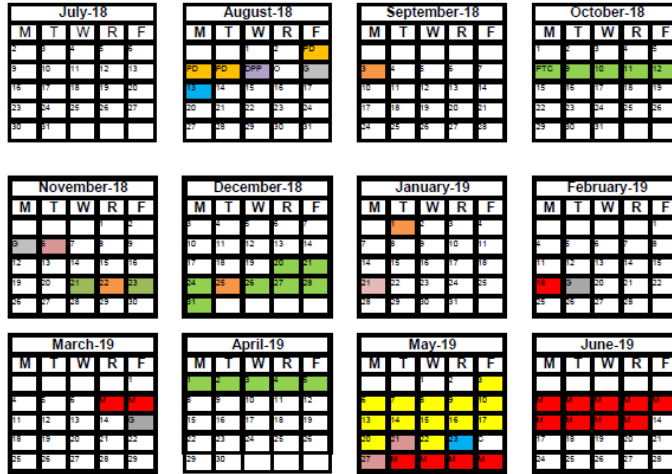 July-18
M T W R F
2 3 4 5 6
9 10 11 12 13
16 17 18 19 20
23 24 25 26 27
30 31
August-18
M T W R F
1 2 PD
PD PD DPP O G
13 14 15 16 17
20 21 22 23 24
27 28 29 30 31
September-18
M T W R F
3 4 5 6 7
10 11 12 13 14
17 18 19 20 21
24 25 26 27 28
October-18
M T W R F
1 2 3 4 5
PTC 9 10 11 12
15 16 17 18 19
22 23 24 25 26
29 30 31
November-18
M T W R F
1 2
G 6 7 8 9
12 13 14 15 16
19 20 21 22 23
26 27 28 29 30
December-18
M T W R F
3 4 5 6 7
10 11 12 13 14
17 18 19 20 21
24 25 26 27 28
31
January-19
M T W R F
1 2 3 4
7 8 9 10 11
14 15 16 17 18
21 22 23 24 25
28 29 30 31
February-19
M T W R F
1
4 5 6 7 8
11 12 13 14 15
18 G 20 21 22
25 26 27 28
March-19
M T W R F
1
4 5 6 M M
11 12 13 14 G
18 19 20 21 22
25 26 27 28 29
April-19
M T W R F
1 2 3 4 5
8 9 10 11 12
15 16 17 18 19
22 23 24 25 26
29 30
May-19
M T W R F
1 2 3
6 7 8 9 10
13 14 15 16 17
20 21 22 23
27 M M M M
June-19
M T W R F
M M M M M
M M M M 14
17 18 19 20 21
24 25 26 27 28